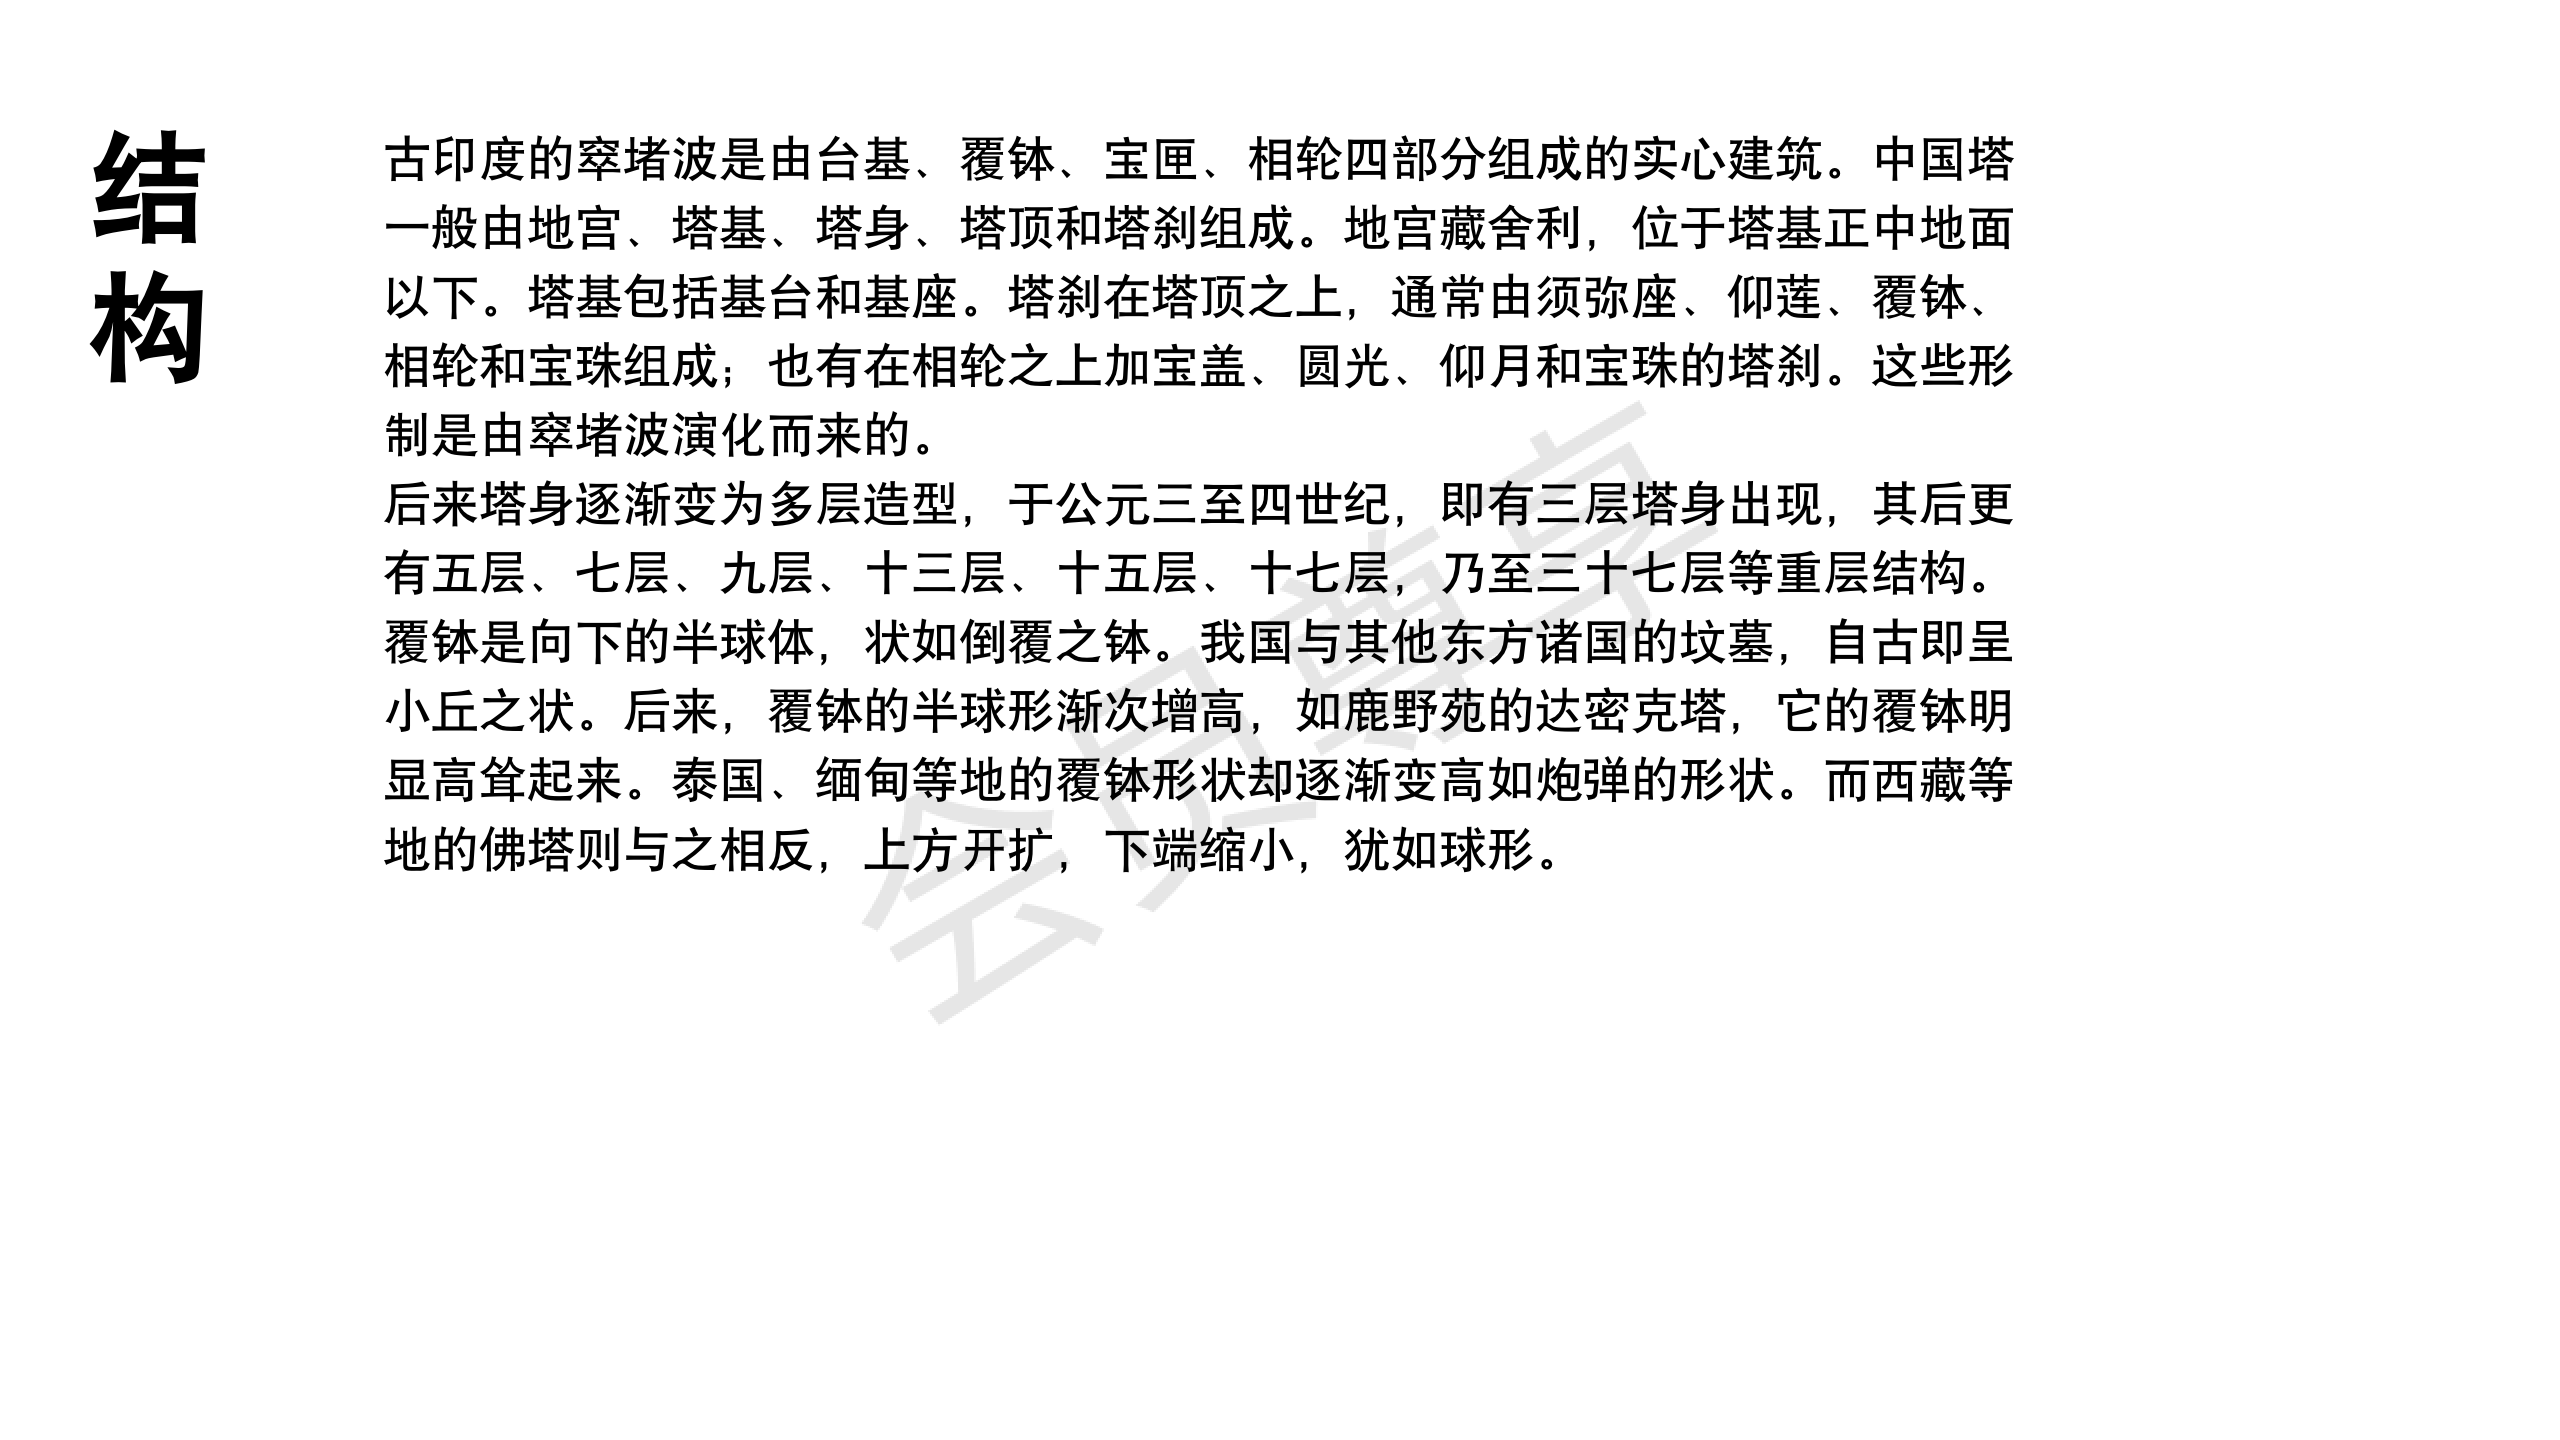 结构
古印度的窣堵波是由台基、覆钵、宝匣、相轮四部分组成的实心建筑。中国塔
一般由地宫、塔基、塔身、塔顶和塔刹组成。地宫藏舍利，位于塔基正中地面
以下。塔基包括基台和基座。塔刹在塔顶之上，通常由须弥座、仰莲、覆钵、
相轮和宝珠组成；也有在相轮之上加宝盖、圆光、仰月和宝珠的塔刹。这些形
制是由窣堵波演化而来的。
后来塔身逐渐变为多层造型，于公元三至四世纪，即有三层塔身出现，其后更
有五层、七层、九层、十三层、十五层、十七层，乃至三十七层等重层结构。
覆钵是向下的半球体，状如倒覆之钵。我国与其他东方诸国的坟墓，自古即呈
小丘之状。后来，覆钵的半球形渐次增高，如鹿野苑的达密克塔，它的覆钵明
显高耸起来。泰国、缅甸等地的覆钵形状却逐渐变高如炮弹的形状。而西藏等
地的佛塔则与之相反，上方开扩，下端缩小，犹如球形。
会员尊享